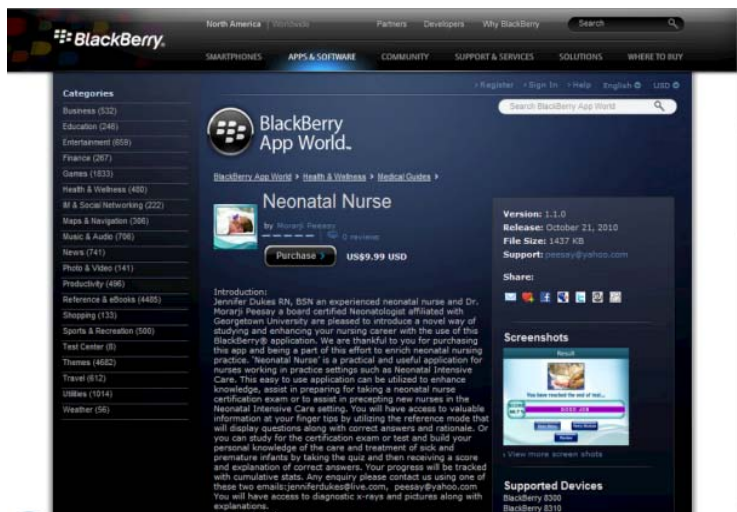 North America | Worldwide Partners Developers Why BlackBerry Search
BlackBerry.
SMARTPHONES APPS & SOFTWARE COMMUNITY SUPPORT & SERVICES SOLUTIONS WHERE TO BUY
› Register › Sign In › Help English USD
Search BlackBerry App World
Categories
Business (532)
Education (246)
Entertainment (659)
Finance (267)
Games (1833)
Health & Wellness (480)
IM & Social Networking (222)
Maps & Navigation (386)
Music & Audio (706)
News (741)
Photo & Video (141)
Productivity (496)
Reference & eBooks (4485)
Shopping (133)
Sports & Recreation (500)
Test Center (8)
Themes (4682)
Travel (612)
Utilities (1014)
Weather (56)
BlackBerry
App World™
BlackBerry App World › Health & Wellness › Medical Guides ›
Neonatal Nurse
by Morarji Peesay
0 reviews
Purchase › US$9.99 USD
Introduction:
Jennifer Dukes RN, BSN an experienced neonatal nurse and Dr.
Morarji Peesay a board certified Neonatologist affiliated with
Georgetown University are pleased to introduce a novel way of
studying and enhancing your nursing career with the use of this
BlackBerry® application. We are thankful to you for purchasing
this app and being a part of this effort to enrich neonatal nursing
practice. 'Neonatal Nurse' is a practical and useful application for
nurses working in practice settings such as Neonatal Intensive
Care. This easy to use application can be utilized to enhance
knowledge, assist in preparing for taking a neonatal nurse
certification exam or to assist in precepting new nurses in the
Neonatal Intensive Care setting. You will have access to valuable
information at your finger tips by utilizing the reference mode that
will display questions along with correct answers and rationale. Or
you can study for the certification exam or test and build your
personal knowledge of the care and treatment of sick and
premature infants by taking the quiz and then receiving a score
and explanation of correct answers. Your progress will be tracked
with cumulative stats. Any enquiry please contact us using one of
these two emails:jenniferdukes@live.com, peesay@yahoo.com
You will have access to diagnostic x-rays and pictures along with
explanations.
Version: 1.1.0
Release: October 21, 2010
File Size: 1437 KB
Support: peesay@yahoo.com
Share:
Screenshots
Result
You have reached the end of test...
GOOD JOB
› View more screen shots
Supported Devices
BlackBerry 8300
BlackBerry 8310